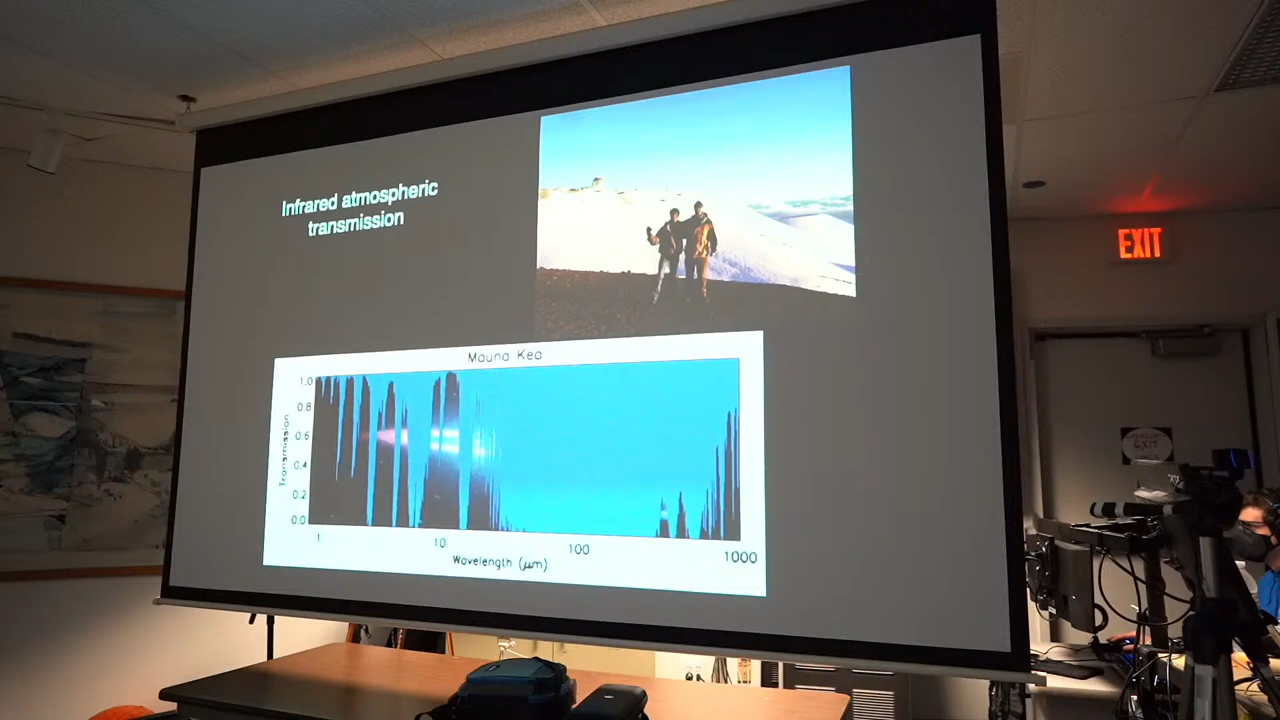 Infrared atmospheric
transmission
EXIT
Mauna Kea
1.0
0.8
0.6
0.4
0.2
0.0
Transmission
1
10
100
1000
Wavelength (μm)
EXIT